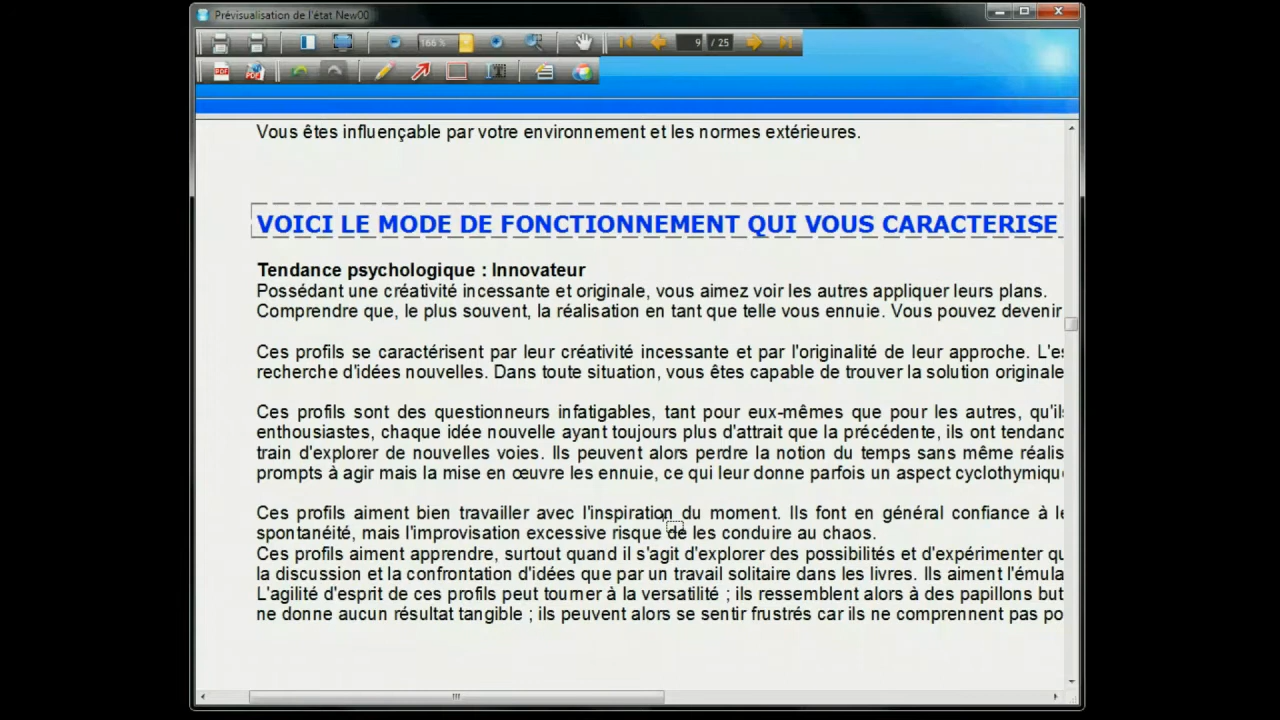 Prévisualisation de l'état New00
166 %
9 / 25
PDF
Vous êtes influençable par votre environnement et les normes extérieures.
VOICI LE MODE DE FONCTIONNEMENT QUI VOUS CARACTERISE
Tendance psychologique : Innovateur
Possédant une créativité incessante et originale, vous aimez voir les autres appliquer leurs plans.
Comprendre que, le plus souvent, la réalisation en tant que telle vous ennuie. Vous pouvez devenir
Ces profils se caractérisent par leur créativité incessante et par l'originalité de leur approche. L'es
recherche d'idées nouvelles. Dans toute situation, vous êtes capable de trouver la solution originale
Ces profils sont des questionneurs infatigables, tant pour eux-mêmes que pour les autres, qu'ils
enthousiastes, chaque idée nouvelle ayant toujours plus d'attrait que la précédente, ils ont tendanc
train d'explorer de nouvelles voies. Ils peuvent alors perdre la notion du temps sans même réalis
prompts à agir mais la mise en œuvre les ennuie, ce qui leur donne parfois un aspect cyclothymique
Ces profils aiment bien travailler avec l'inspiration du moment. Ils font en général confiance à le
spontanéité, mais l'improvisation excessive risque de les conduire au chaos.
Ces profils aiment apprendre, surtout quand il s'agit d'explorer des possibilités et d'expérimenter qu
la discussion et la confrontation d'idées que par un travail solitaire dans les livres. Ils aiment l'émula
L'agilité d'esprit de ces profils peut tourner à la versatilité ; ils ressemblent alors à des papillons but
ne donne aucun résultat tangible ; ils peuvent alors se sentir frustrés car ils ne comprennent pas po